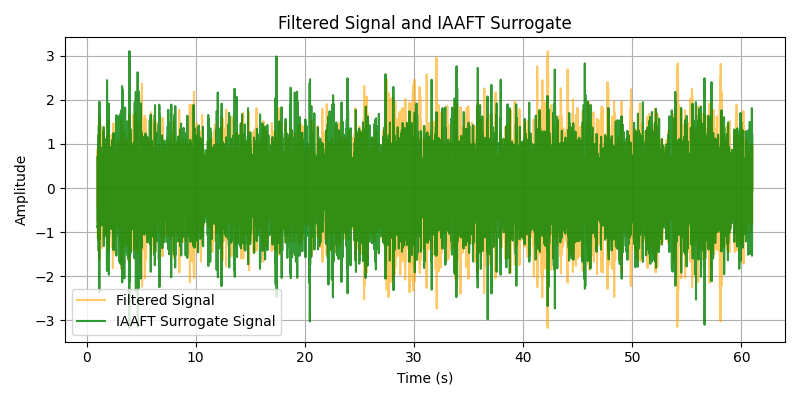 Filtered Signal and IAAFT Surrogate
3
2
1
0
−1
−2
−3
Amplitude
Filtered Signal
IAAFT Surrogate Signal
0 10 20 30 40 50 60
Time (s)